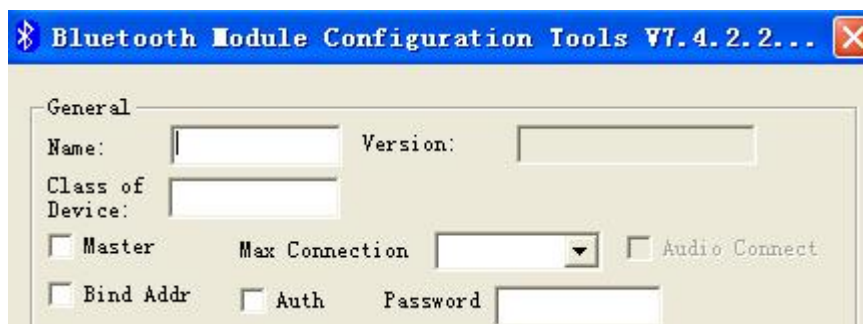 Bluetooth Module Configuration Tools V7.4.2.2...
General
Name: Version:
Class of
Device:
Master Max Connection Audio Connect
Bind Addr Auth Password